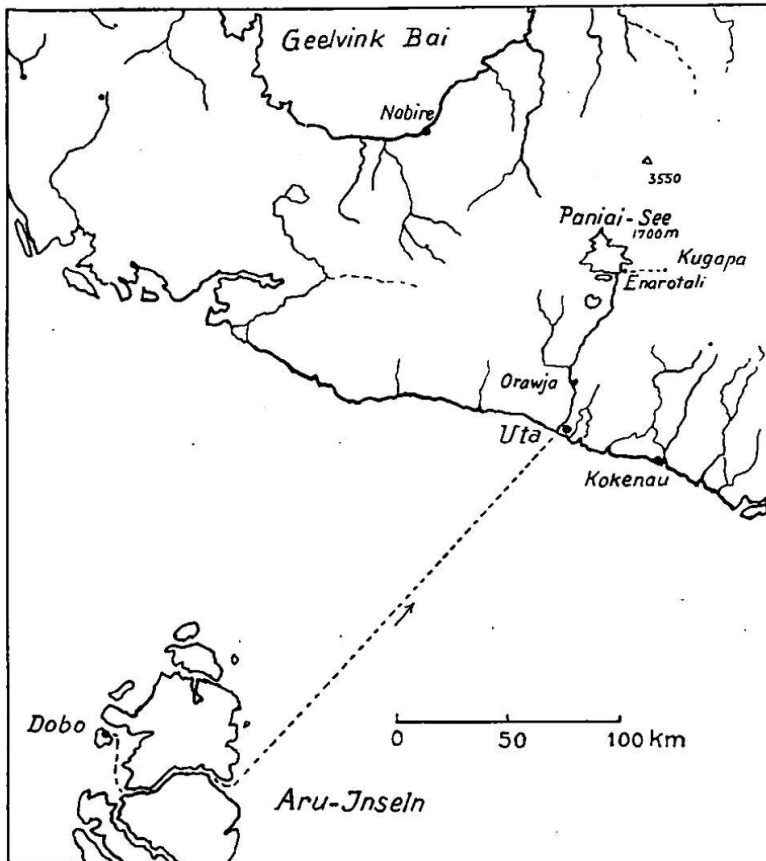 Geelvink Bai
Nabire
3550
Paniai-See
1700m
Kugapa
Enarotali
Orawja
Uta
Kokenau
Dobo
0 50 100 km
Aru-Jnseln